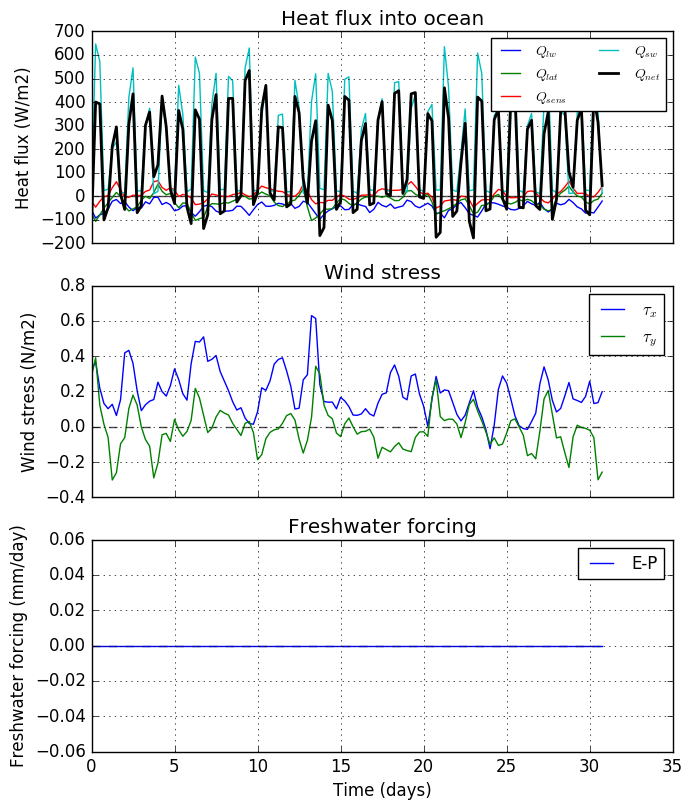 Heat flux into ocean
Heat flux (W/m2)
700
600
500
400
300
200
100
0
−100
−200
Q_lw
Q_lat
Q_sens
Q_sw
Q_net
Wind stress
Wind stress (N/m2)
0.8
0.6
0.4
0.2
0.0
−0.2
−0.4
τ_x
τ_y
Freshwater forcing
Freshwater forcing (mm/day)
0.06
0.04
0.02
0.00
−0.02
−0.04
−0.06
E-P
0 5 10 15 20 25 30 35
Time (days)